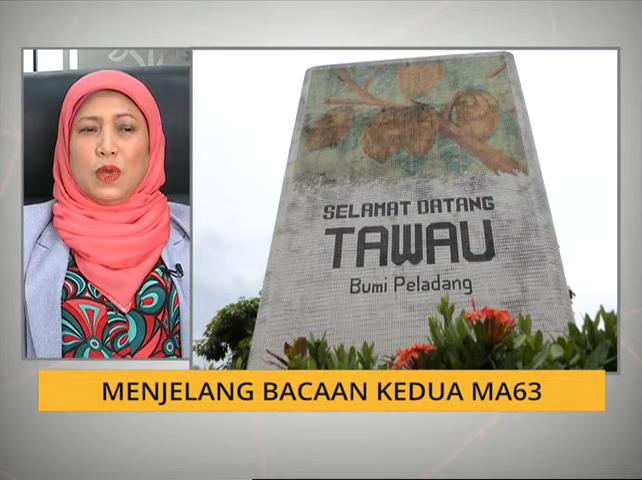 SELAMAT DATANG
TAWAU
Bumi Peladang
MENJELANG BACAAN KEDUA MA63